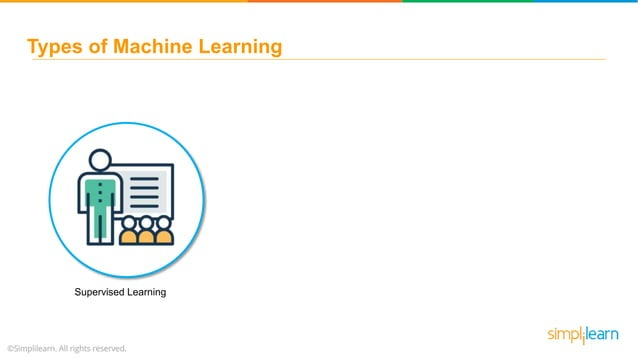 Types of Machine Learning
Supervised Learning
simplilearn
©Simplilearn. All rights reserved.